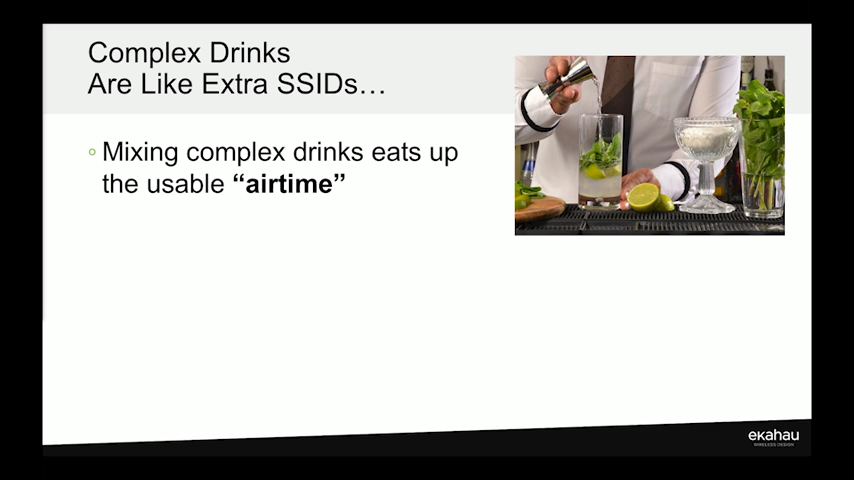 Complex Drinks
Are Like Extra SSIDs…
◦ Mixing complex drinks eats up
the usable “airtime”
ekahau
WIRELESS DESIGN